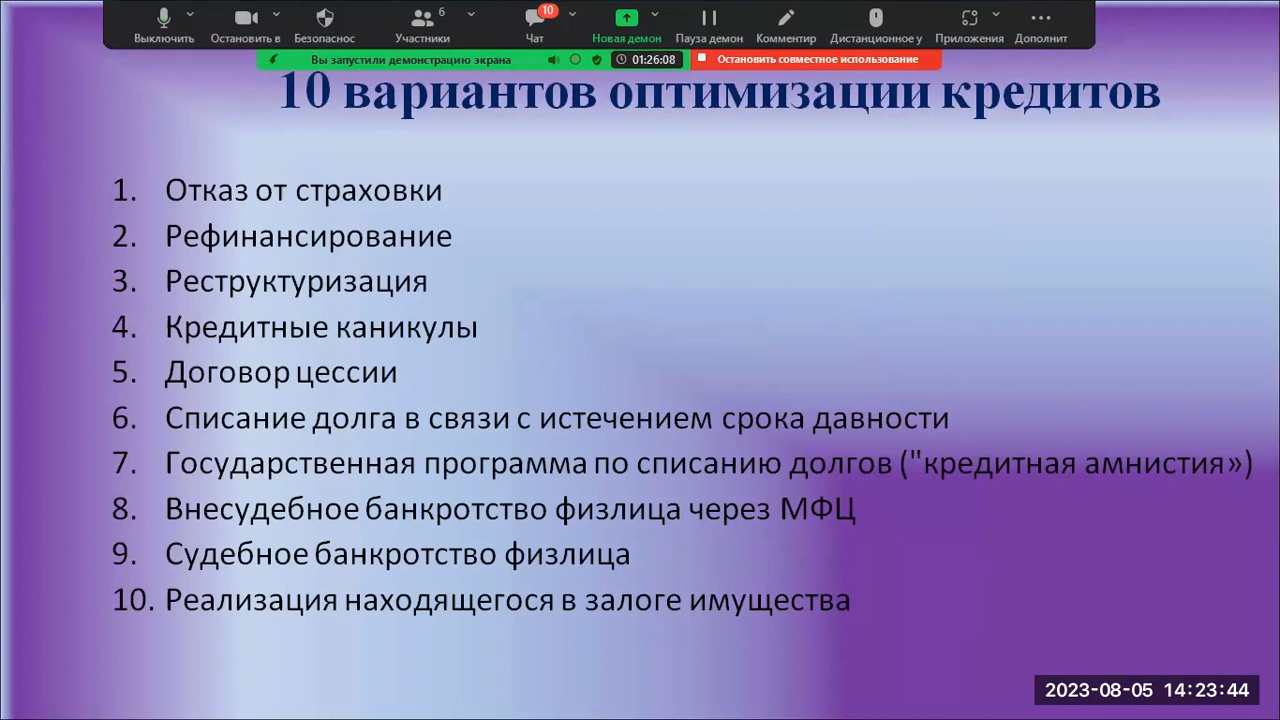 6
10
Выключить Остановить в Безопаснос Участники Чат Новая демон Пауза демон Комментир Дистанционное у Приложения Дополнит
Вы запустили демонстрацию экрана 01:26:08 Остановить совместное использование
10 вариантов оптимизации кредитов
1. Отказ от страховки
2. Рефинансирование
3. Реструктуризация
4. Кредитные каникулы
5. Договор цессии
6. Списание долга в связи с истечением срока давности
7. Государственная программа по списанию долгов ("кредитная амнистия»)
8. Внесудебное банкротство физлица через МФЦ
9. Судебное банкротство физлица
10. Реализация находящегося в залоге имущества
2023-08-05 14:23:44